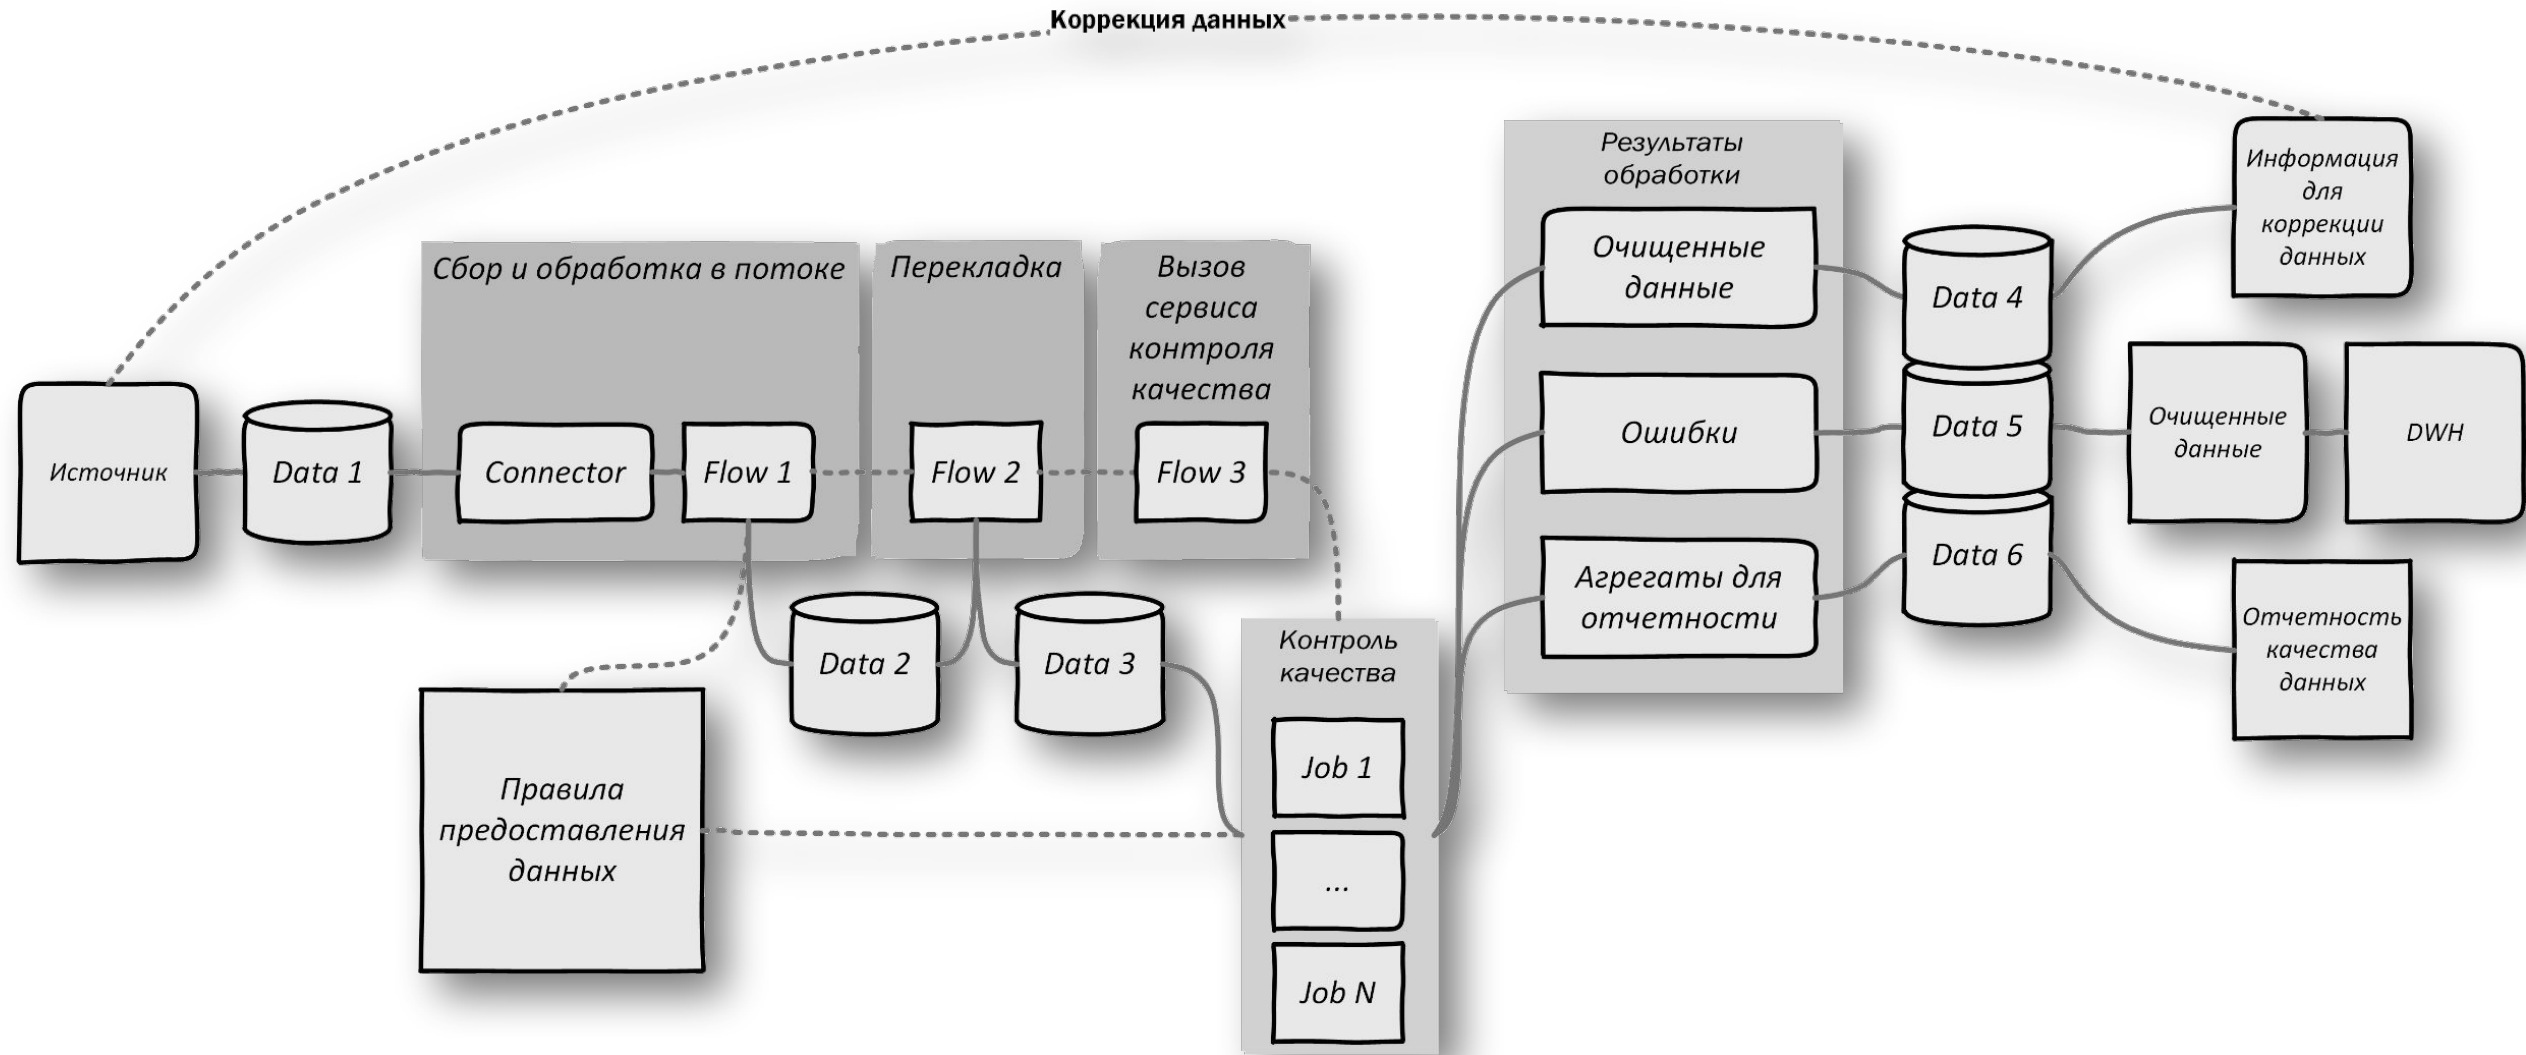 Коррекция данных
Результаты
обработки
Информация
для
коррекции
данных
Очищенные
данные
Data 4
Сбор и обработка в потоке
Перекладка
Вызов
сервиса
контроля
качества
Источник
Data 1
Connector
Flow 1
Flow 2
Flow 3
Ошибки
Data 5
Очищенные
данные
DWH
Агрегаты для
отчетности
Data 6
Отчетность
качества
данных
Data 2
Data 3
Контроль
качества
Правила
предоставления
данных
Job 1
...
Job N